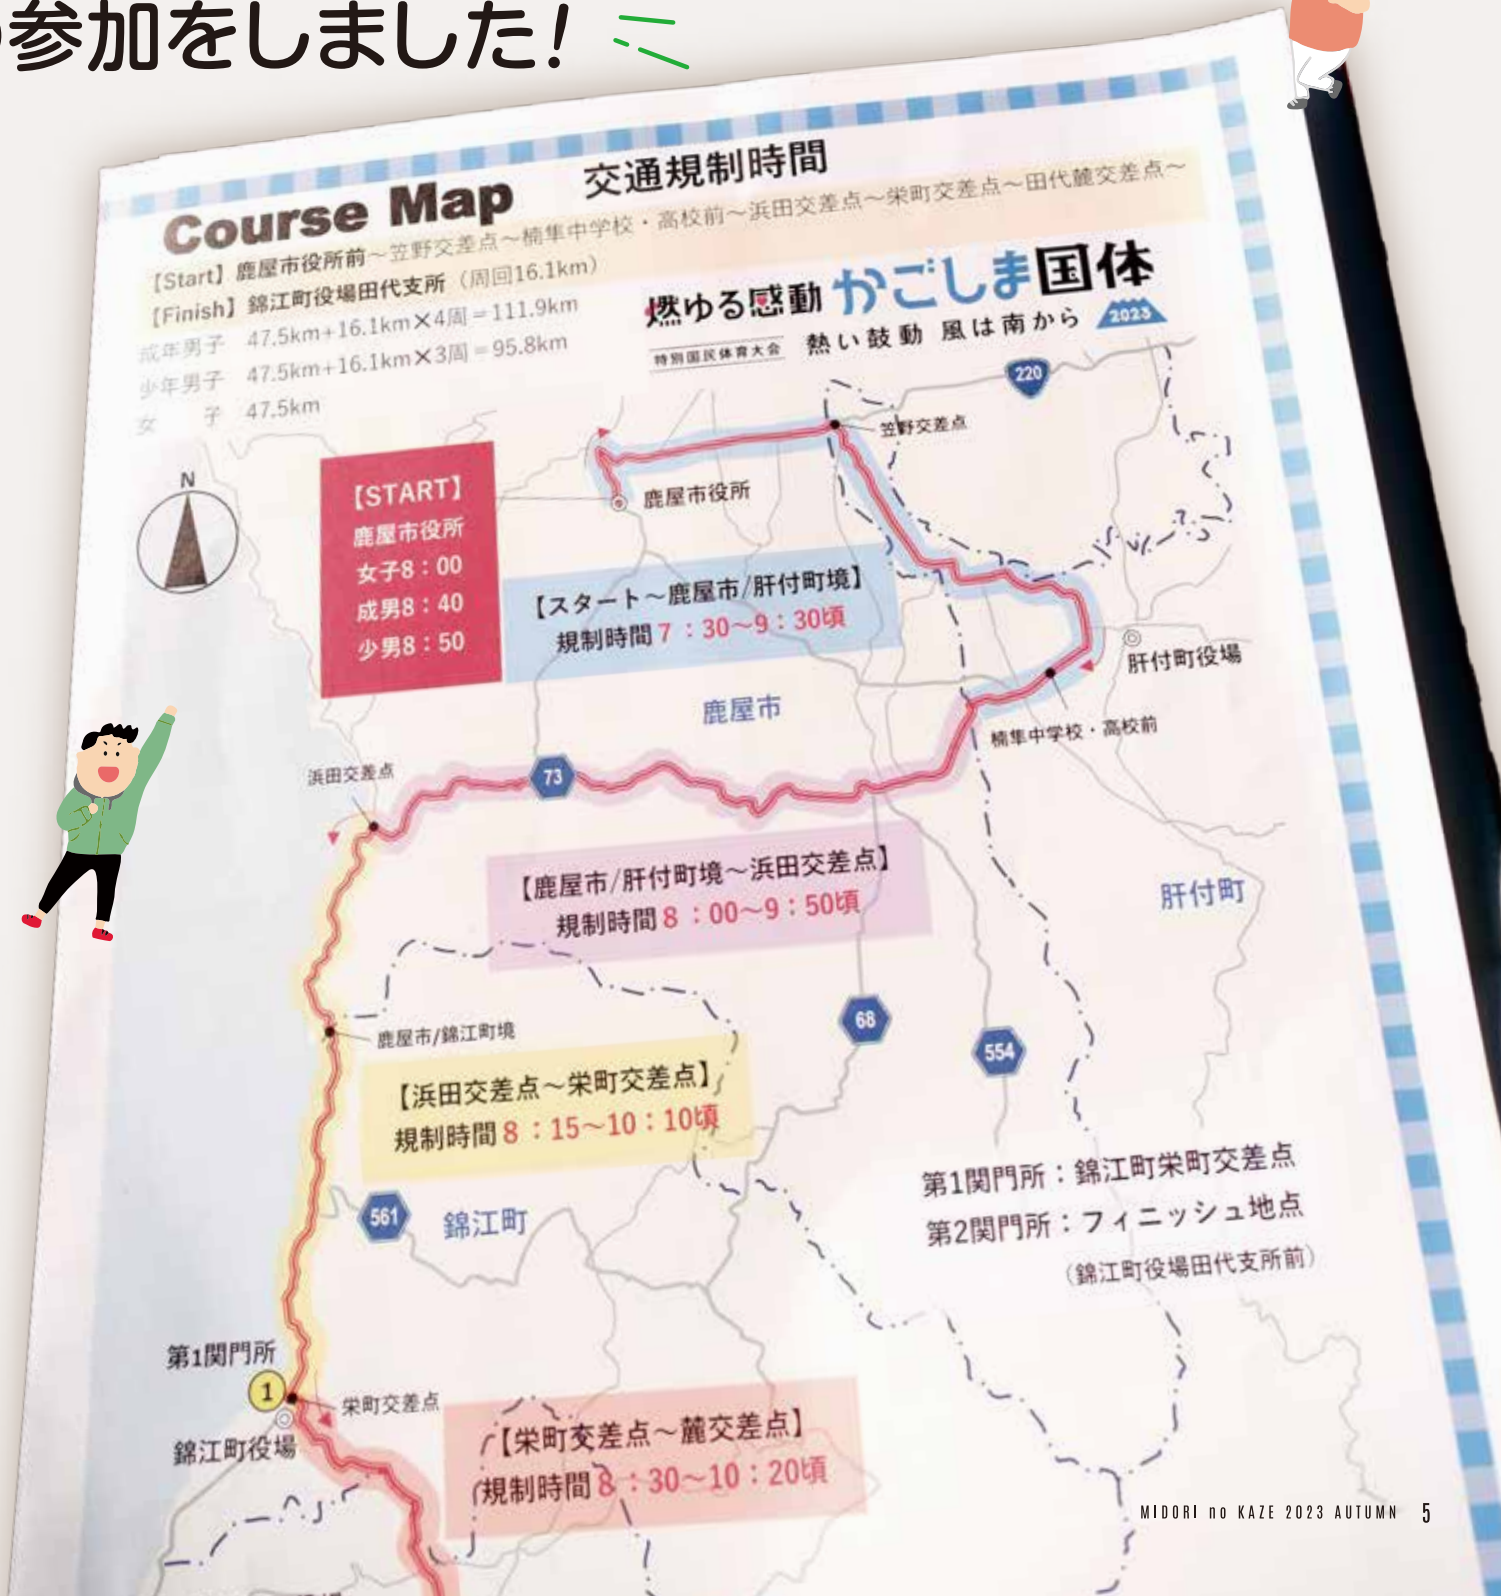 参加をしました!
Course Map 交通規制時間
【Start】鹿屋市役所前～笠野交差点～楠隼中学校・高校前～浜田交差点～栄町交差点～田代麓交差点～
【Finish】錦江町役場田代支所（周回16.1km）
成年男子 47.5km+16.1km×4周＝111.9km
少年男子 47.5km+16.1km×3周＝95.8km
女 子 47.5km
燃ゆる感動 かごしま国体
特別国民体育大会 熱い鼓動 風は南から 2023
220
笠野交差点
N
【START】
鹿屋市役所
女子8：00
成男8：40
少男8：50
鹿屋市役所
【スタート～鹿屋市/肝付町境】
規制時間7：30～9：30頃
肝付町役場
鹿屋市
楠隼中学校・高校前
浜田交差点
73
【鹿屋市/肝付町境～浜田交差点】
規制時間8：00～9：50頃
肝付町
68
鹿屋市/錦江町境
554
【浜田交差点～栄町交差点】
規制時間8：15～10：10頃
561
錦江町
第1関門所：錦江町栄町交差点
第2関門所：フィニッシュ地点
（錦江町役場田代支所前）
第1関門所
1
栄町交差点
錦江町役場
【栄町交差点～麓交差点】
規制時間8：30～10：20頃
MIDORI no KAZE 2023 AUTUMN 5